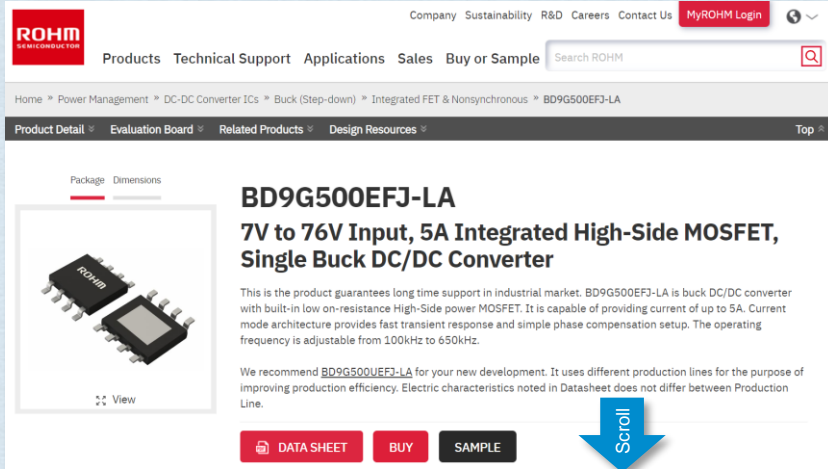 Company Sustainability R&D Careers Contact Us MyROHM Login
ROHM
SEMICONDUCTOR
Products Technical Support Applications Sales Buy or Sample Search ROHM
Home » Power Management » DC-DC Converter ICs » Buck (Step-down) » Integrated FET & Nonsynchronous » BD9G500EFJ-LA
Product Detail Evaluation Board Related Products Design Resources Top
Package Dimensions
BD9G500EFJ-LA
7V to 76V Input, 5A Integrated High-Side MOSFET,
Single Buck DC/DC Converter
ROHM
This is the product guarantees long time support in industrial market. BD9G500EFJ-LA is buck DC/DC converter
with built-in low on-resistance High-Side power MOSFET. It is capable of providing current of up to 5A. Current
mode architecture provides fast transient response and simple phase compensation setup. The operating
frequency is adjustable from 100kHz to 650kHz.
We recommend BD9G500UEFJ-LA for your new development. It uses different production lines for the purpose of
improving production efficiency. Electric characteristics noted in Datasheet does not differ between Production
Line.
View
DATA SHEET BUY SAMPLE
Scroll